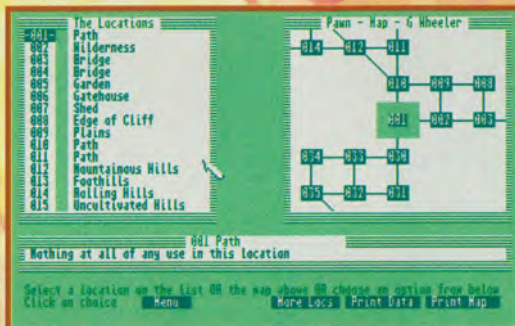 The Locations
001 Path
002 Wilderness
003 Bridge
004 Bridge
005 Garden
006 Gatehouse
007 Shed
008 Edge of Cliff
009 Plains
010 Path
011 Path
012 Mountainous Hills
013 Foothills
014 Rolling Hills
015 Uncultivated Hills
Pawn - Map - G Wheeler
014 012 011
010 009 008
001 002 003
034 033 030
035 032 031
001 Path
Nothing at all of any use in this location
Select a location on the list OR the map above OR choose an option from below
Click on choice Menu More Locs Print Data Print Map